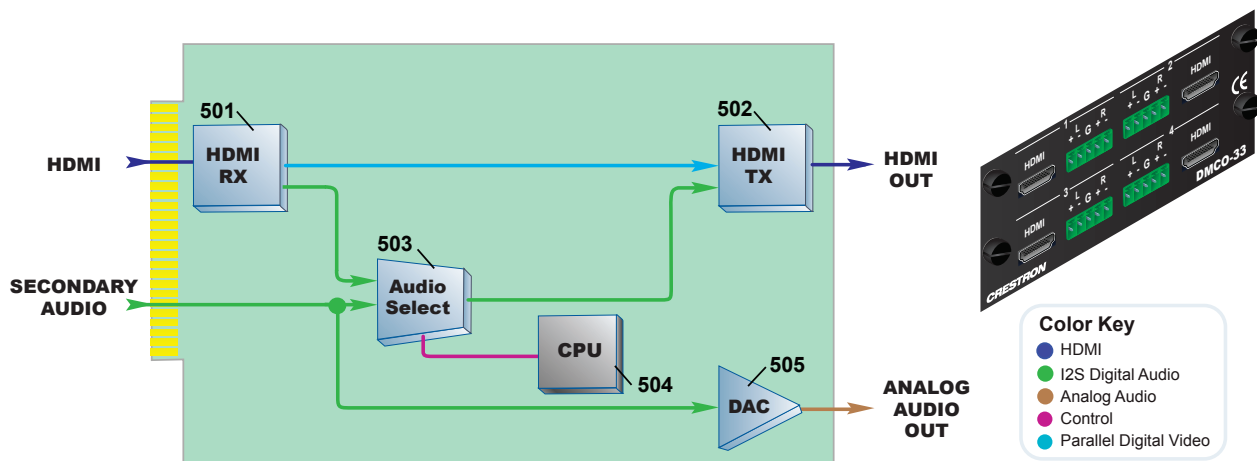 501
HDMI
RX
502
HDMI
TX
HDMI
HDMI
OUT
503
Audio
Select
SECONDARY
AUDIO
CPU
504
505
DAC
ANALOG
AUDIO
OUT
1
2
HDMI
+ L - G + R -
+ L - G + R -
HDMI
CE
3
4
HDMI
+ L - G + R -
+ L - G + R -
HDMI
CRESTRON
DMCO-33
Color Key
HDMI
I2S Digital Audio
Analog Audio
Control
Parallel Digital Video